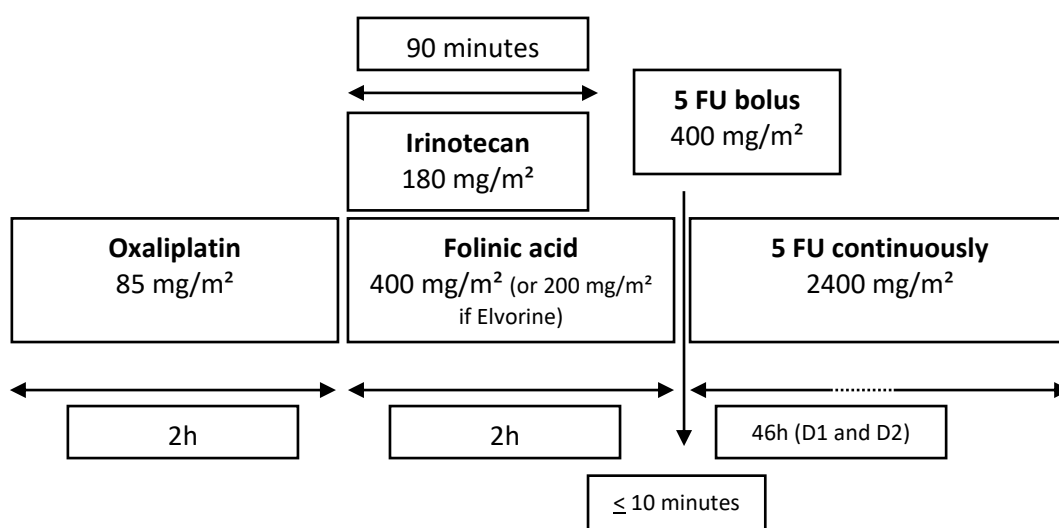 90 minutes
5 FU bolus
400 mg/m²
Irinotecan
180 mg/m²
Oxaliplatin
85 mg/m²
Folinic acid
400 mg/m² (or 200 mg/m²
if Elvorine)
5 FU continuously
2400 mg/m²
2h
2h
46h (D1 and D2)
≤ 10 minutes